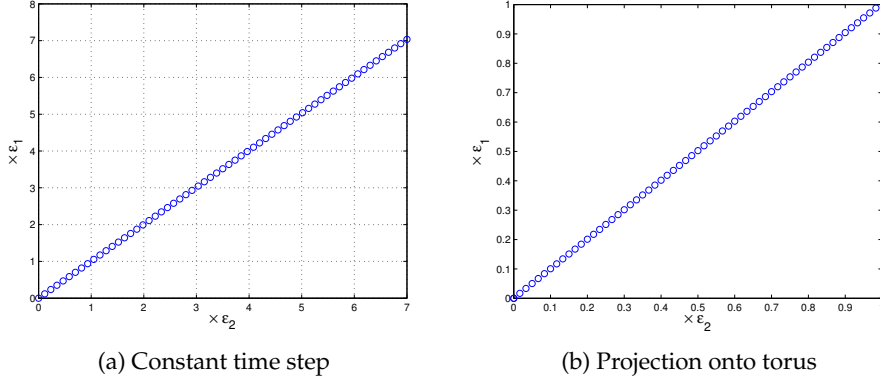 8
7
6
5
4
3
2
1
0
× ε₁
0 1 2 3 4 5 6 7
× ε₂
(a) Constant time step
1
0.9
0.8
0.7
0.6
0.5
0.4
0.3
0.2
0.1
0
× ε₁
0 0.1 0.2 0.3 0.4 0.5 0.6 0.7 0.8 0.9
× ε₂
(b) Projection onto torus